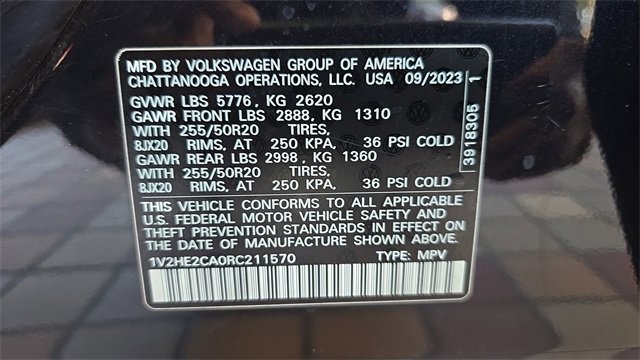 MFD BY VOLKSWAGEN GROUP OF AMERICA
CHATTANOOGA OPERATIONS, LLC. USA 09/2023
GVWR LBS 5776, KG 2620
GAWR FRONT LBS 2888, KG 1310
WITH 255/50R20 TIRES,
8JX20 RIMS, AT 250 KPA, 36 PSI COLD
GAWR REAR LBS 2998, KG 1360
WITH 255/50R20 TIRES,
8JX20 RIMS, AT 250 KPA, 36 PSI COLD
THIS VEHICLE CONFORMS TO ALL APPLICABLE
U.S. FEDERAL MOTOR VEHICLE SAFETY AND
THEFT PREVENTION STANDARDS IN EFFECT ON
THE DATE OF MANUFACTURE SHOWN ABOVE.
1V2HE2CA0RC211570 TYPE: MPV
3918305 1